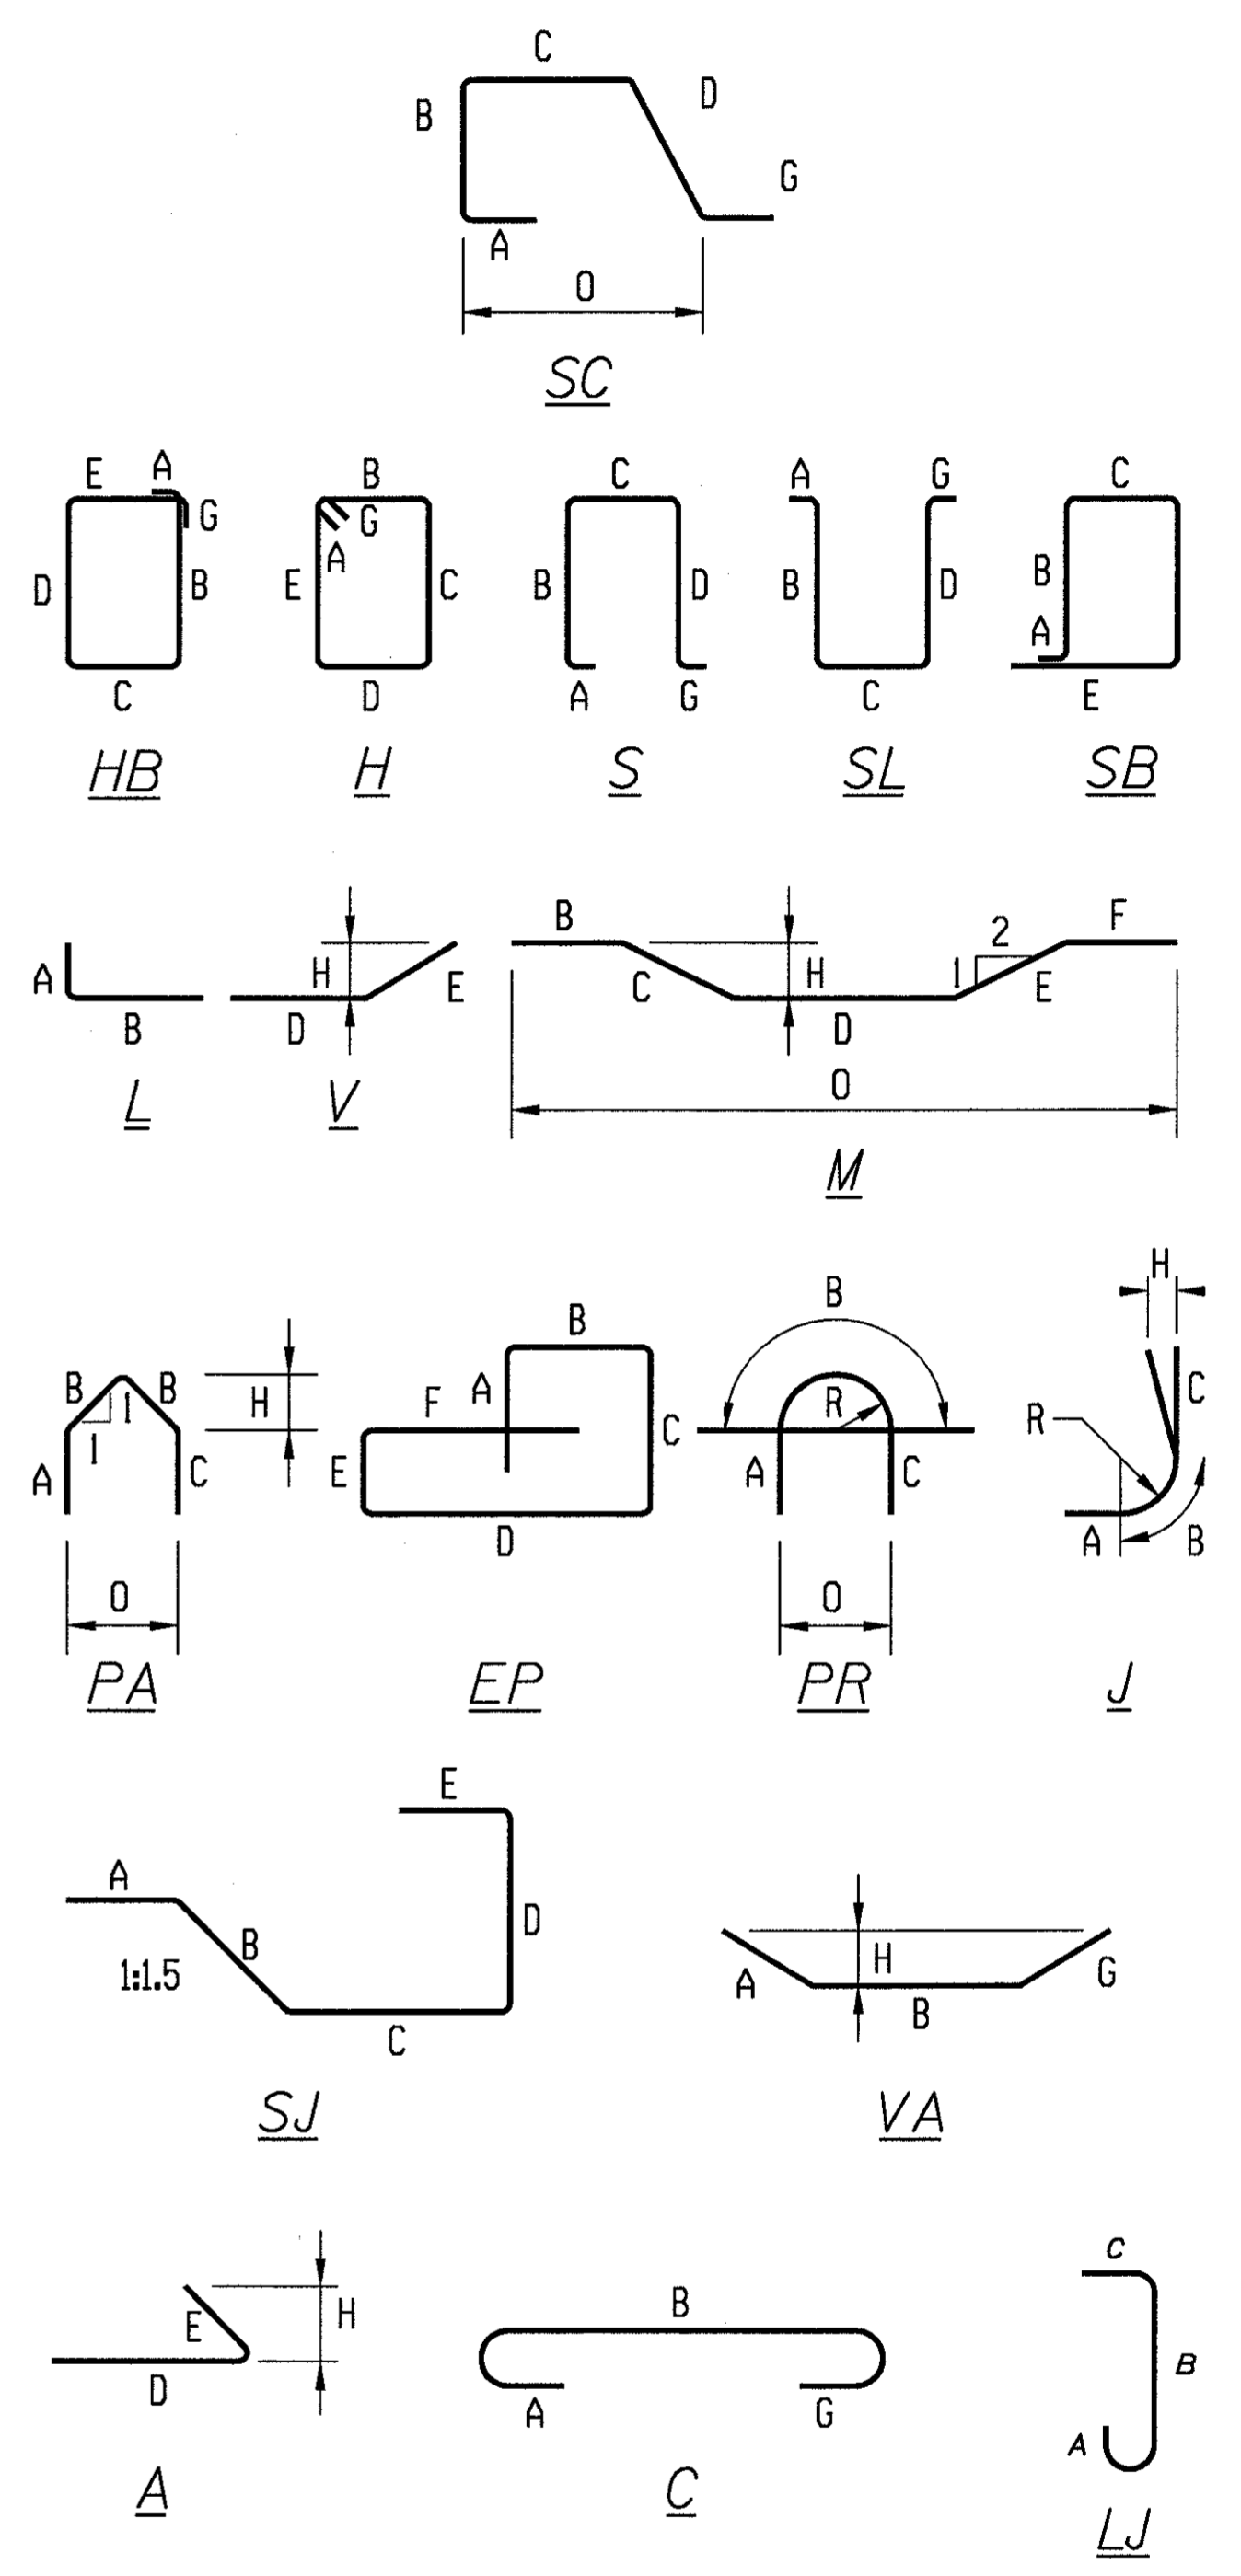 C
B D
G
A
O
SC
E A B C A G C
G G
A
D B E C B D B D B
A
C D A G C E
HB H S SL SB
B 2 F
A H E C H 1 E
B D D
O
L V
M
H
B B
B B H F A R C
1 C R
1
A C E A C
D A B
O O
PA EP PR J
E
A
B D
1:1.5 H
A G
C B
SJ VA
C
E H B
B
D A G A
A C
LJ